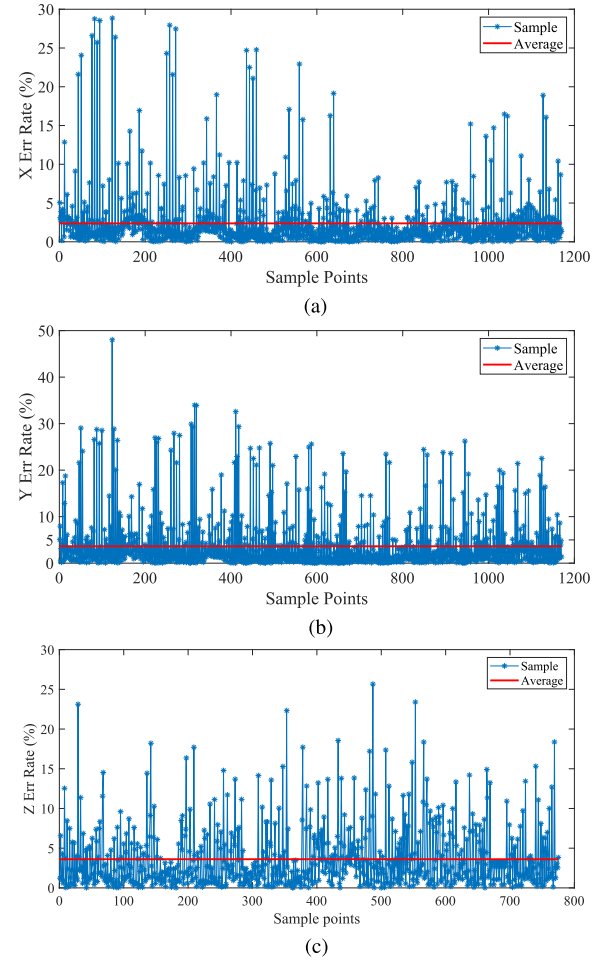 30
25
20
15
10
5
0
X Err Rate (%)
Sample
Average
0 200 400 600 800 1000 1200
Sample Points
(a)
50
40
30
20
10
5
0
Y Err Rate (%)
Sample
Average
0 200 400 600 800 1000 1200
Sample Points
(b)
30
25
20
15
10
5
0
Z Err Rate (%)
Sample
Average
0 100 200 300 400 500 600 700 800
Sample points
(c)